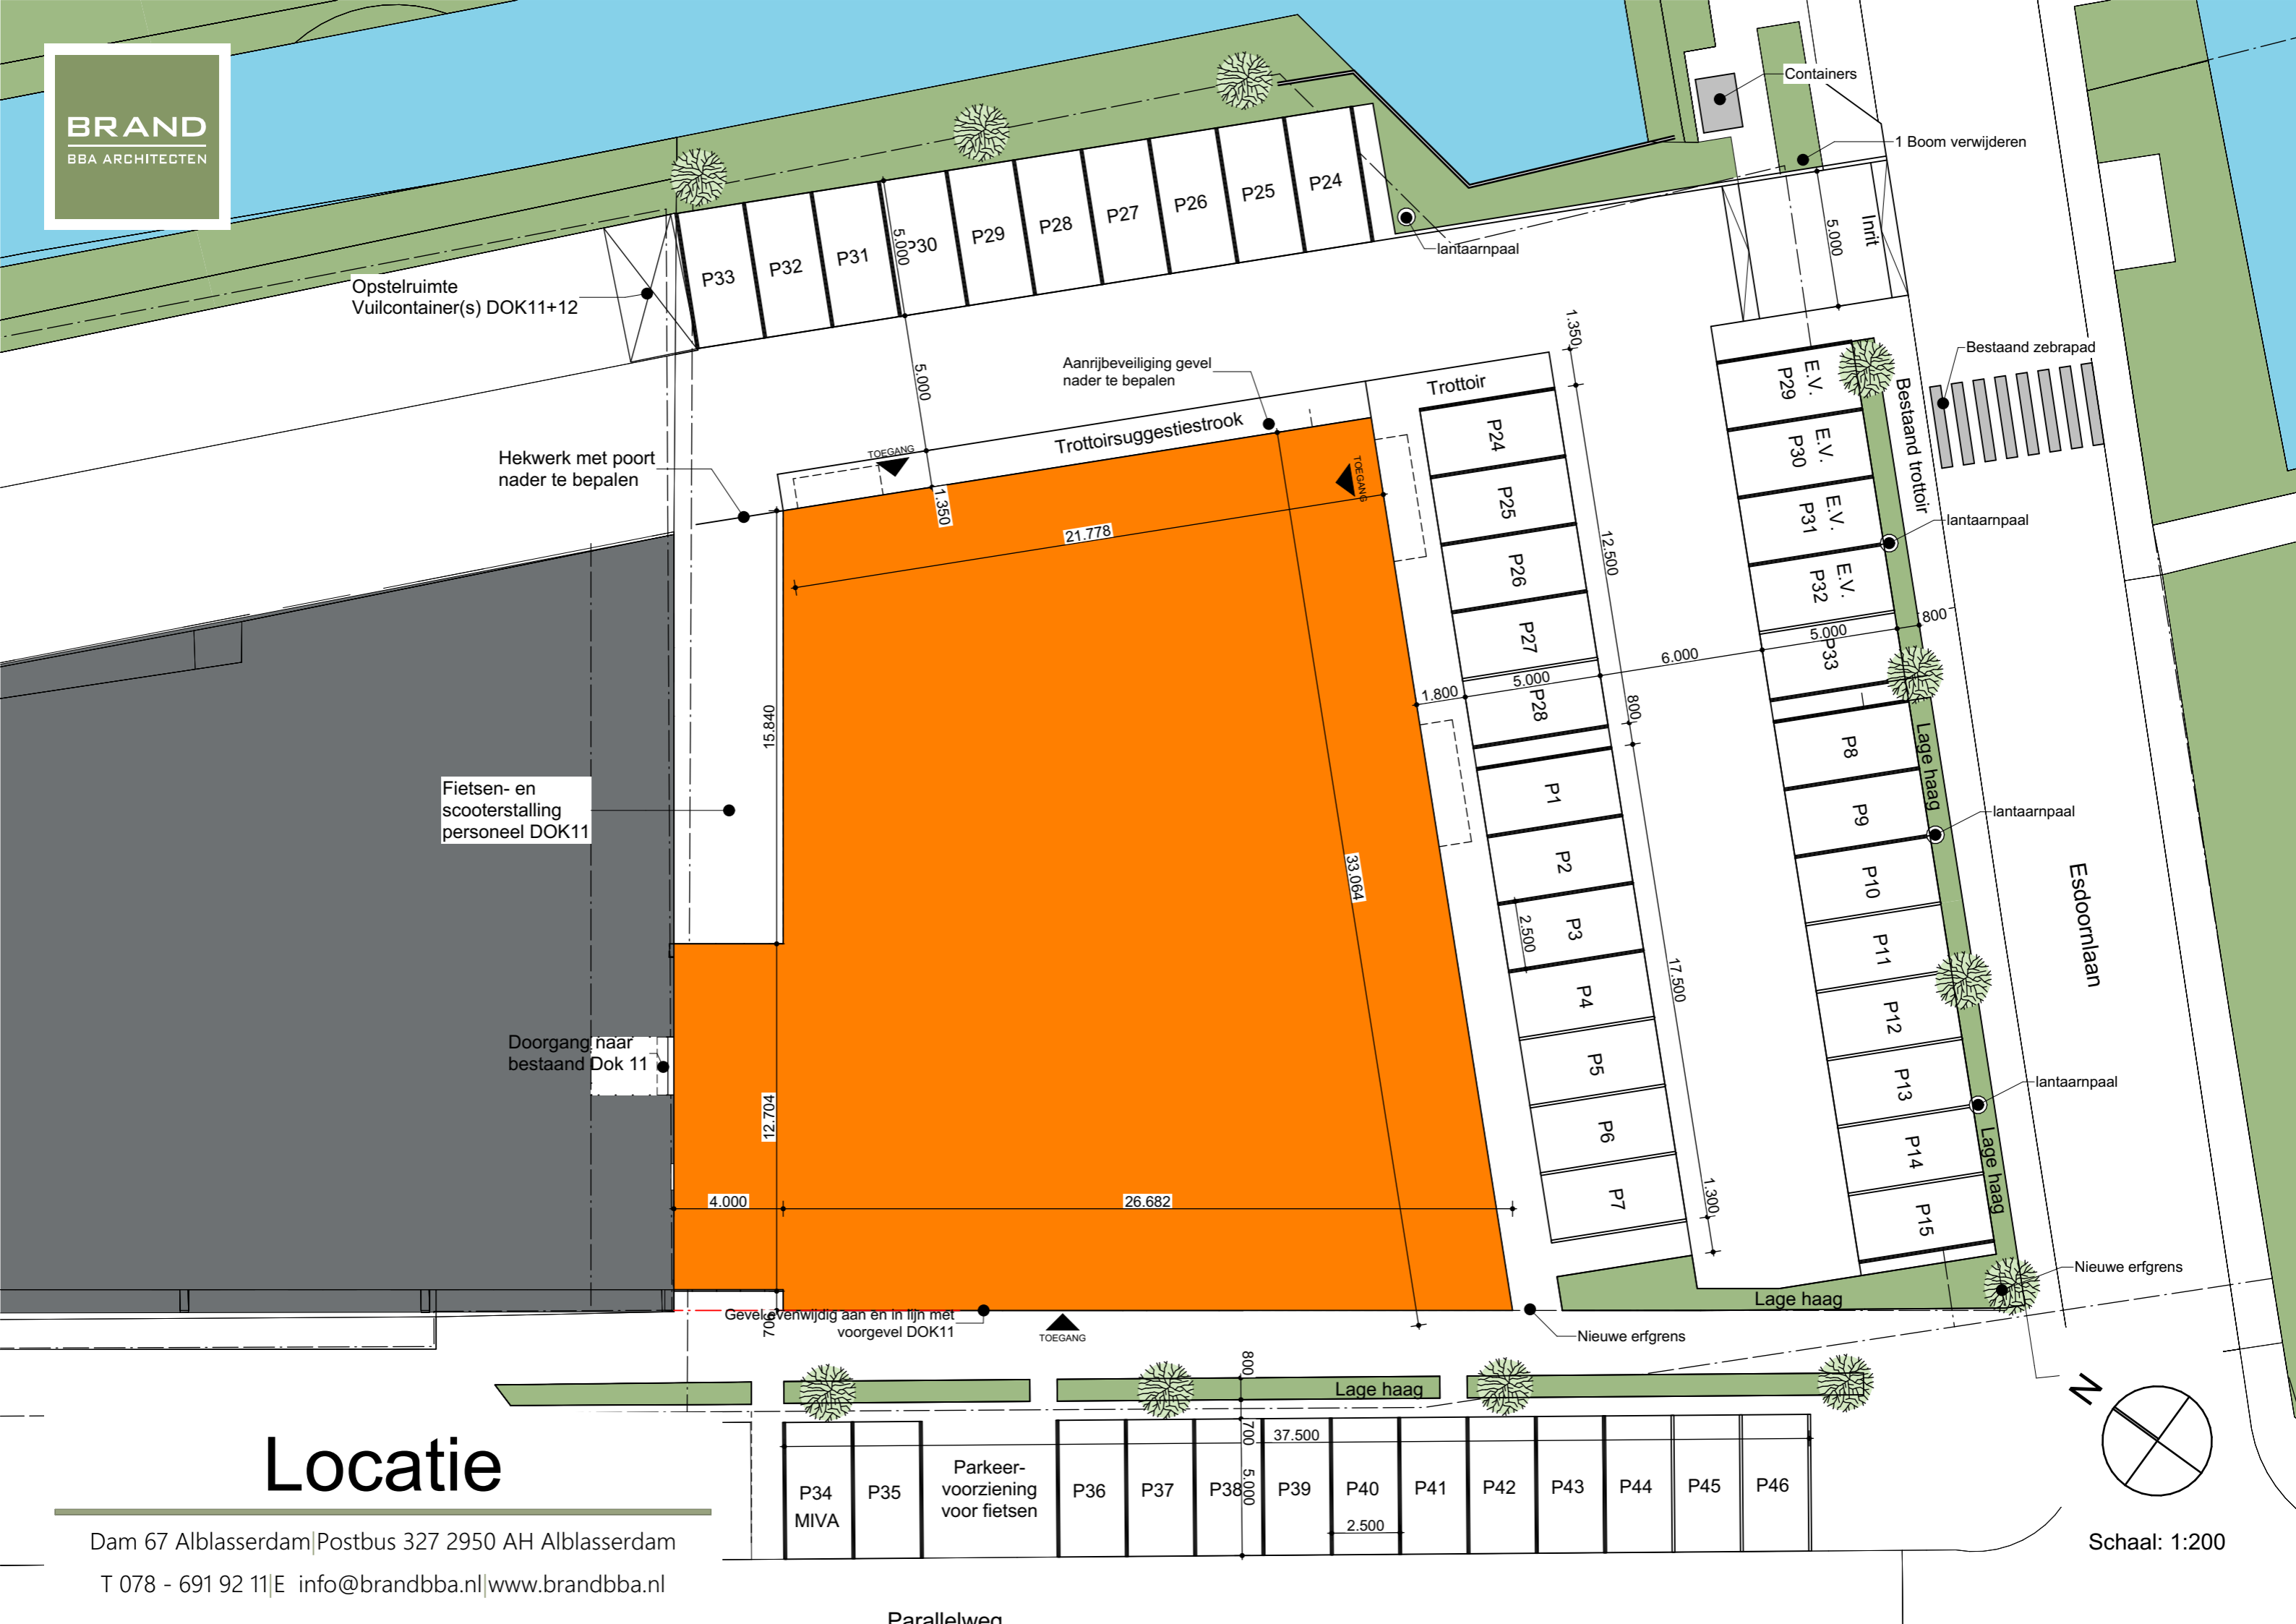 BRAND
BBA ARCHITECTEN
Containers
1 Boom verwijderen
Inrit
5.000
P33
P32
P31
P30
P29
P28
P27
P26
P25
P24
5.000
lantaarnpaal
Opstelruimte
Vuilcontainer(s) DOK11+12
5.000
1.350
Aanrijbeveiliging gevel
nader te bepalen
Trottoir
Trottoirsuggestiestrook
TOEGANG
TOEGANG
Hekwerk met poort
nader te bepalen
1.350
21.778
Bestaand zebrapad
Bestaand trottoir
E.V.
P29
E.V.
P30
E.V.
P31
E.V.
P32
P33
lantaarnpaal
P24
P25
P26
P27
P28
12.500
1.800
5.000
6.000
5.000
800
800
15.840
Fietsen- en
scooterstalling
personeel DOK11
33.064
P1
P2
P3
P4
P5
P6
P7
2.500
17.500
1.300
P8
P9
P10
P11
P12
P13
P14
P15
Lage haag
lantaarnpaal
Esdoornlaan
lantaarnpaal
Lage haag
Doorgang naar
bestaand Dok 11
12.704
4.000
26.682
Nieuwe erfgrens
Lage haag
Gevel evenwijdig aan en in lijn met
voorgevel DOK11
TOEGANG
Nieuwe erfgrens
800
Lage haag
700
37.500
5.000
P34
MIVA
P35
Parkeer-
voorziening
voor fietsen
P36
P37
P38
P39
P40
P41
P42
P43
P44
P45
P46
2.500
N
Schaal: 1:200
Locatie
Dam 67 Alblasserdam|Postbus 327 2950 AH Alblasserdam
T 078 - 691 92 11|E info@brandbba.nl|www.brandbba.nl
Parallelweg